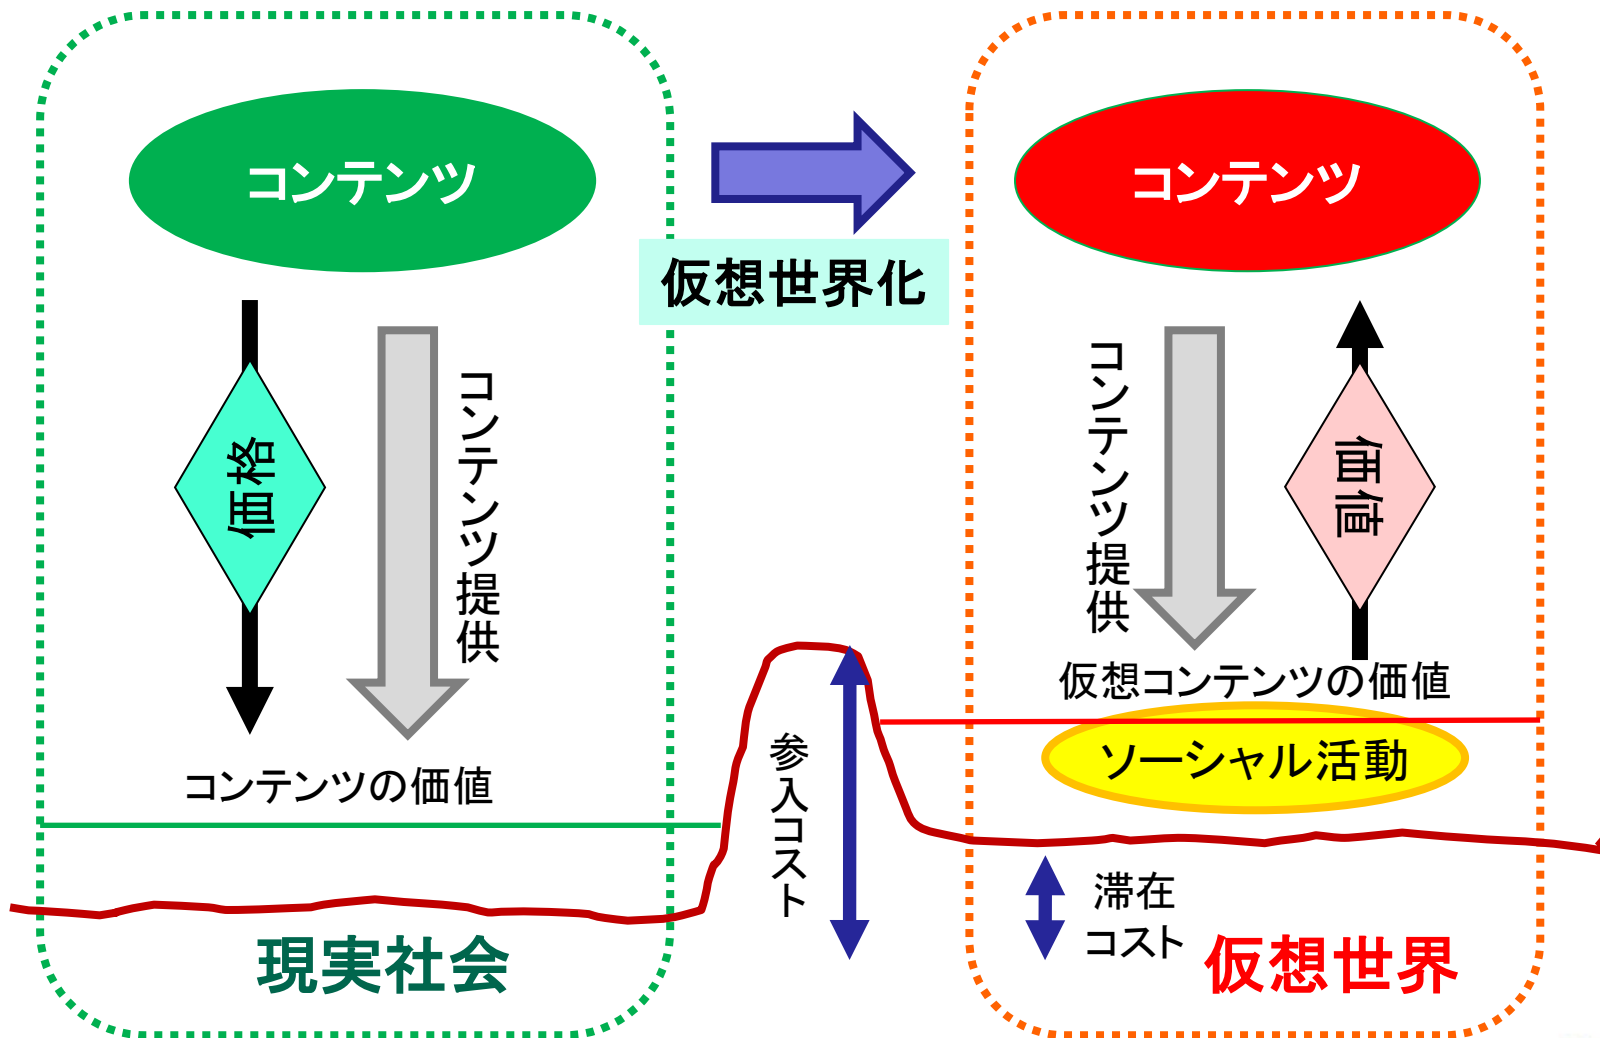 コンテンツ
価格
コンテンツ提供
コンテンツの価値
現実社会
仮想世界化
参入コスト
コンテンツ
コンテンツ提供
価値
仮想コンテンツの価値
ソーシャル活動
滞在
コスト
仮想世界